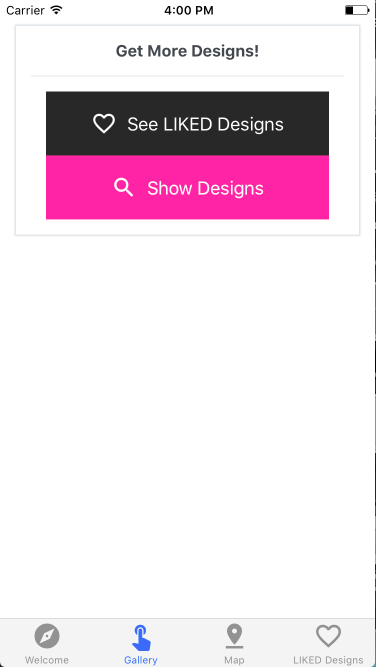 Carrier 4:00 PM
Get More Designs!
See LIKED Designs
Show Designs
Welcome Gallery Map LIKED Designs